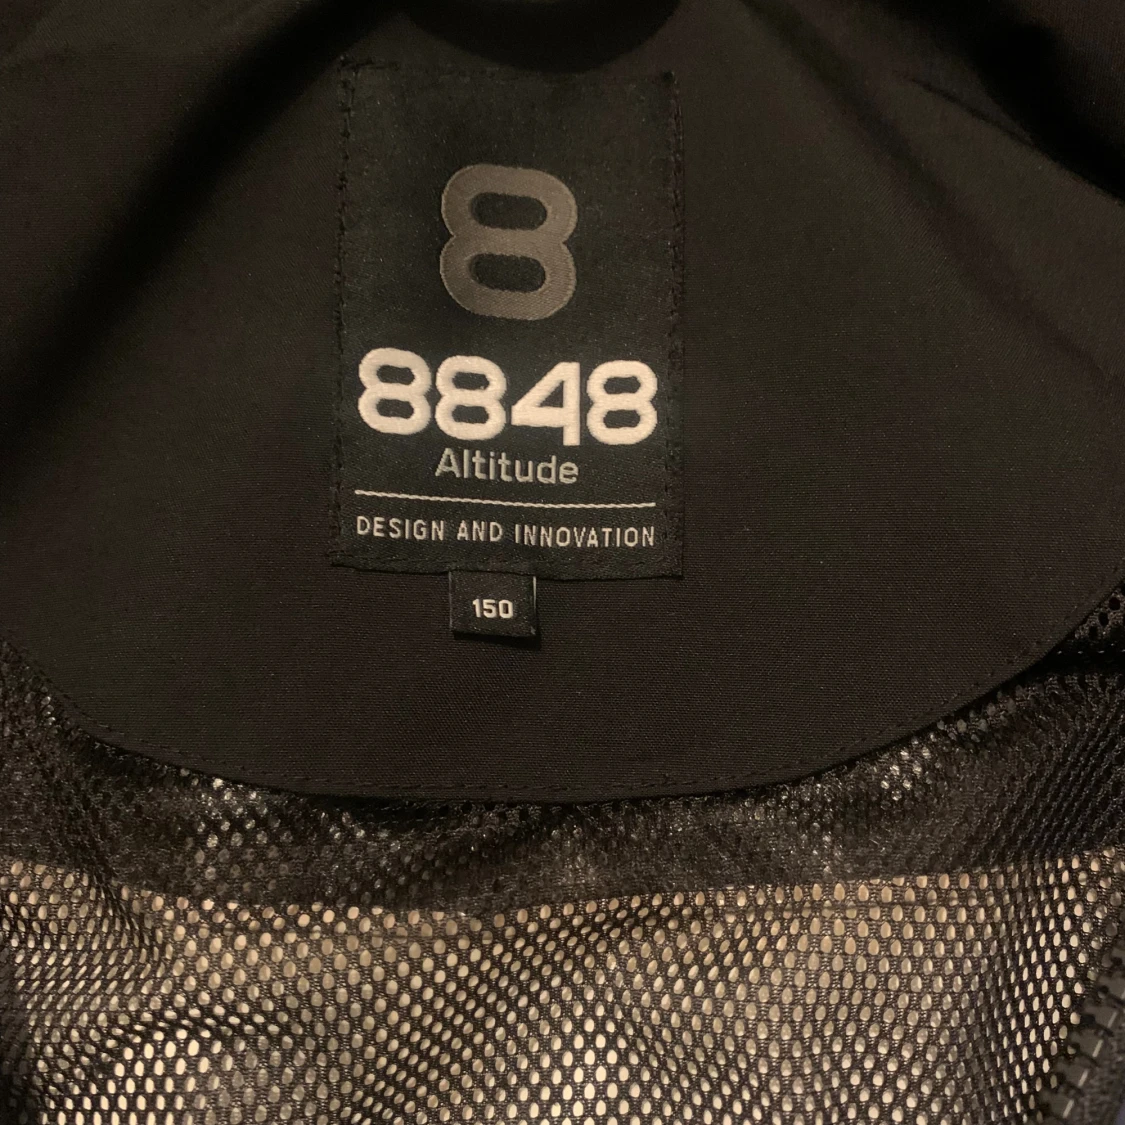 8
8848
Altitude
DESIGN AND INNOVATION
150